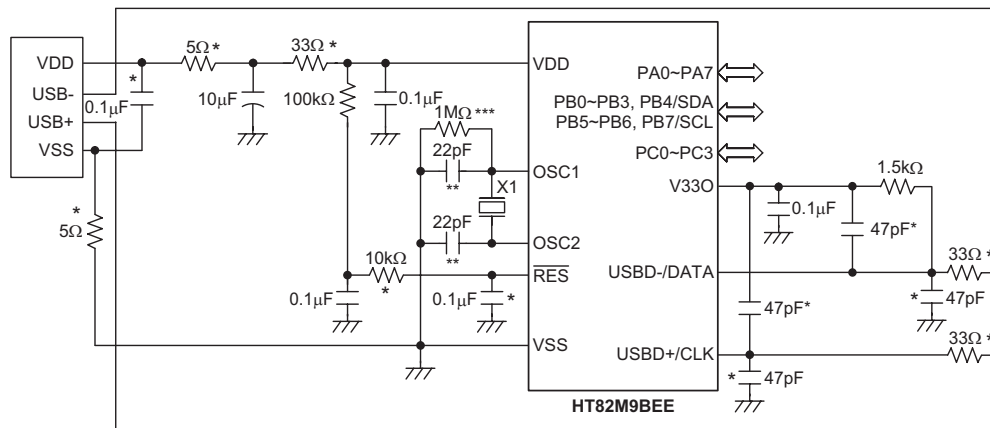 5Ω *
33Ω *
VDD
*
VDD
PA0~PA7
USB-
0.1μF
10μF
100kΩ
0.1μF
PB0~PB3, PB4/SDA
USB+
1MΩ ***
PB5~PB6, PB7/SCL
VSS
22pF
PC0~PC3
**
OSC1
1.5kΩ
X1
V33O
*
5Ω
0.1μF
22pF
47pF*
**
OSC2
10kΩ
33Ω *
*
RES
USBD-/DATA
0.1μF
0.1μF
*
*
47pF
47pF*
VSS
33Ω *
USBD+/CLK
*
47pF
HT82M9BEE